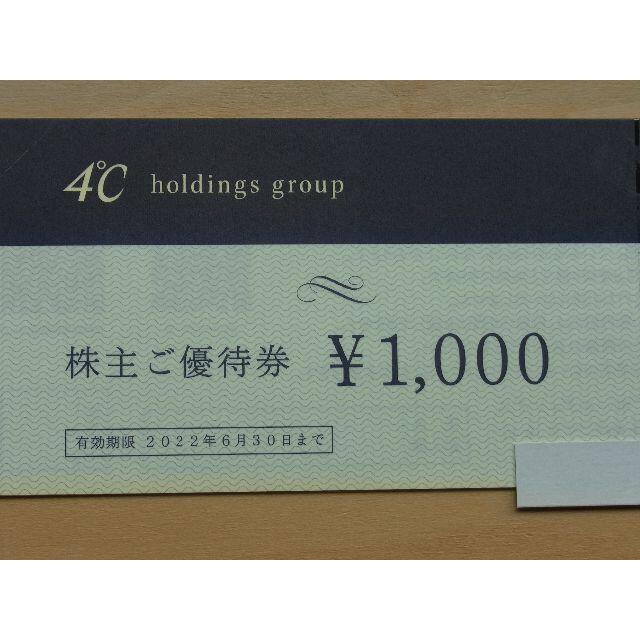 4℃ holdings group
株主ご優待券 ¥1,000
有効期限 2022年6月30日まで